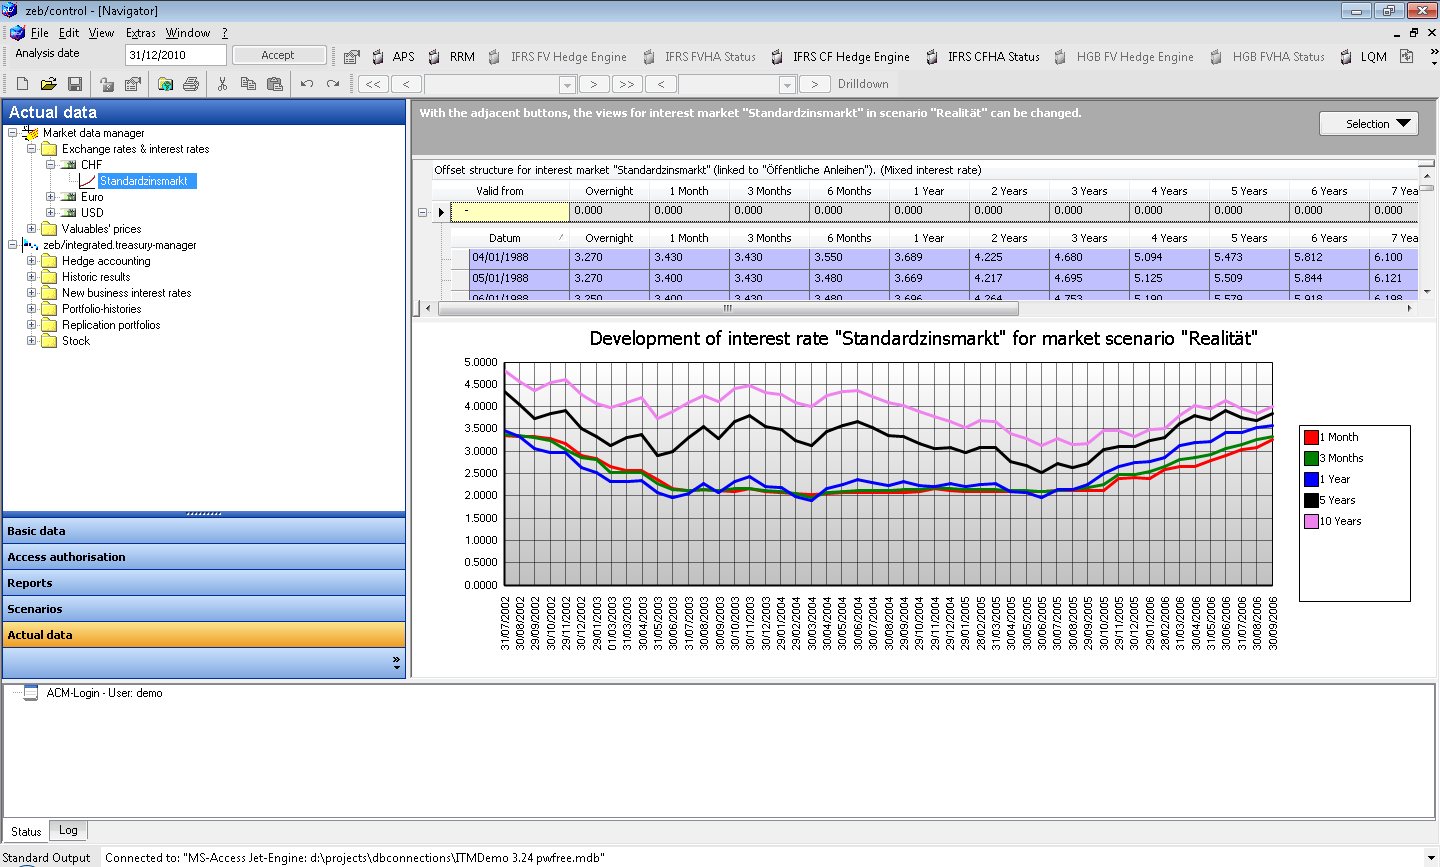 zeb/control - [Navigator]
File Edit View Extras Window ?
Analysis date 31/12/2010 Accept APS RRM IFRS FV Hedge Engine IFRS FVHA Status IFRS CF Hedge Engine IFRS CFHA Status HGB FV Hedge Engine HGB FVHA Status LQM »
<< < > >> < > Drilldown
Actual data
Market data manager
Exchange rates & interest rates
CHF
Standardzinsmarkt
Euro
USD
Valuables' prices
zeb/integrated.treasury-manager
Hedge accounting
Historic results
New business interest rates
Portfolio-histories
Replication portfolios
Stock
Basic data
Access authorisation
Reports
Scenarios
Actual data
»
With the adjacent buttons, the views for interest market "Standardzinsmarkt" in scenario "Realität" can be changed.
Selection
Offset structure for interest market "Standardzinsmarkt" (linked to "Öffentliche Anleihen"). (Mixed interest rate)
Valid from Overnight 1 Month 3 Months 6 Months 1 Year 2 Years 3 Years 4 Years 5 Years 6 Years 7 Yea
- 0.000 0.000 0.000 0.000 0.000 0.000 0.000 0.000 0.000 0.000 0.000
Datum Overnight 1 Month 3 Months 6 Months 1 Year 2 Years 3 Years 4 Years 5 Years 6 Years 7 Yea
04/01/1988 3.270 3.430 3.430 3.550 3.689 4.225 4.680 5.094 5.473 5.812 6.100
05/01/1988 3.270 3.400 3.430 3.480 3.669 4.217 4.695 5.125 5.509 5.844 6.121
06/01/1988 3.250 3.400 3.430 3.480 3.696 4.264 4.753 5.190 5.579 5.918 6.198
Development of interest rate "Standardzinsmarkt" for market scenario "Realität"
5.0000
4.5000
4.0000
3.5000
3.0000
2.5000
2.0000
1.5000
1.0000
0.5000
0.0000
31/07/2002
30/08/2002
29/09/2002
30/10/2002
29/11/2002
30/12/2002
29/01/2003
01/03/2003
31/03/2003
30/04/2003
31/05/2003
30/06/2003
31/07/2003
30/08/2003
30/09/2003
30/10/2003
30/11/2003
30/12/2003
29/01/2004
29/02/2004
30/03/2004
30/04/2004
30/05/2004
30/06/2004
30/07/2004
30/08/2004
29/09/2004
30/10/2004
29/11/2004
29/12/2004
29/01/2005
28/02/2005
31/03/2005
30/04/2005
31/05/2005
30/06/2005
30/07/2005
30/08/2005
30/09/2005
30/10/2005
29/11/2005
30/12/2005
29/01/2006
28/02/2006
31/03/2006
30/04/2006
31/05/2006
30/06/2006
31/07/2006
30/08/2006
30/09/2006
1 Month
3 Months
1 Year
5 Years
10 Years
ACM-Login - User: demo
Status Log
Standard Output Connected to: "MS-Access Jet-Engine: d:\projects\dbconnections\ITMDemo 3.24 pwfree.mdb"